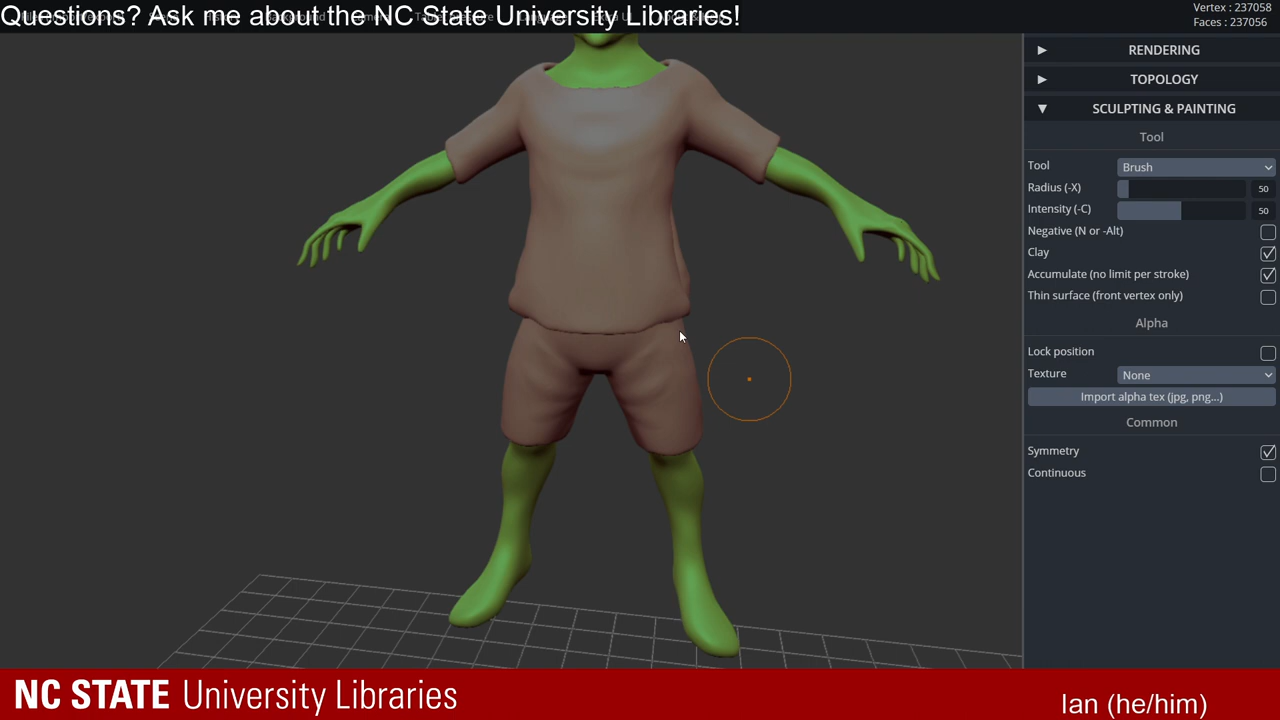 Questions? Ask me about the NC State University Libraries!
Vertex : 237058
Faces : 237056
RENDERING
TOPOLOGY
SCULPTING & PAINTING
Tool
Tool
Brush
Radius (-X)
50
Intensity (-C)
50
Negative (N or -Alt)
Clay
Accumulate (no limit per stroke)
Thin surface (front vertex only)
Alpha
Lock position
Texture
None
Import alpha tex (jpg, png...)
Common
Symmetry
Continuous
NC STATE University Libraries
Ian (he/him)